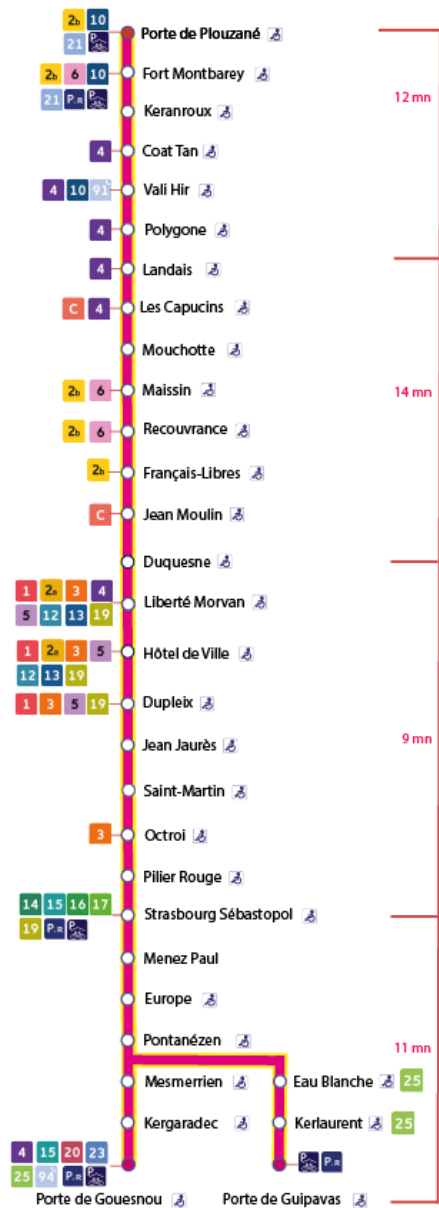 2b 10
21 P
Porte de Plouzané
2b 6 10
21 P.R P
Fort Montbarey
12 mn
Keranroux
4 Coat Tan
4 10 91 Vali Hir
4 Polygone
4 Landais
C 4 Les Capucins
Mouchotte
2b 6 Maissin
14 mn
2b 6 Recouvrance
2b Français-Libres
C Jean Moulin
Duquesne
1 2a 3 4
5 12 13 19
Liberté Morvan
1 2a 3 5
12 13 19
Hôtel de Ville
1 3 5 19 Dupleix
Jean Jaurès
9 mn
Saint-Martin
3 Octroi
Pilier Rouge
14 15 16 17
19 P.R P
Strasbourg Sébastopol
Menez Paul
Europe
Pontanézen
11 mn
Mesmerrien
Eau Blanche 25
Kergaradec
Kerlaurent 25
4 15 20 23
25 94 P.R P
P P.R
Porte de Gouesnou
Porte de Guipavas